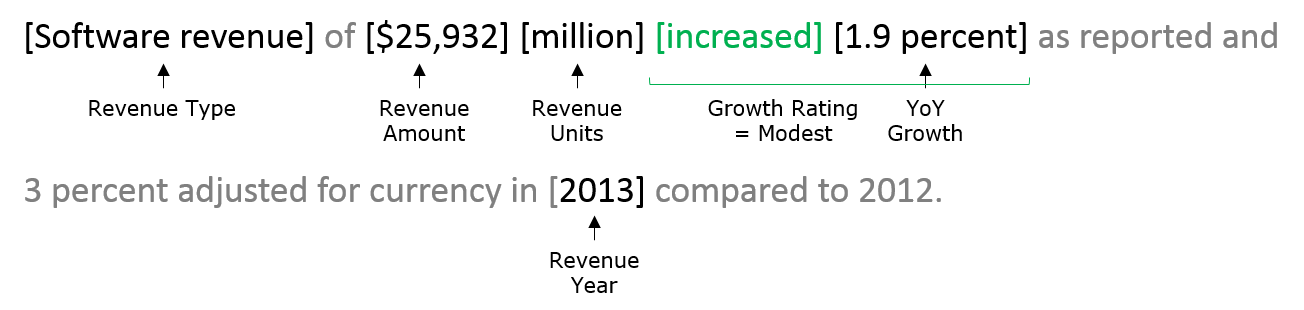 [Software revenue] of [$25,932] [million] [increased] [1.9 percent] as reported and
Revenue Type Revenue Revenue Growth Rating YoY
Amount Units = Modest Growth
3 percent adjusted for currency in [2013] compared to 2012.
Revenue
Year